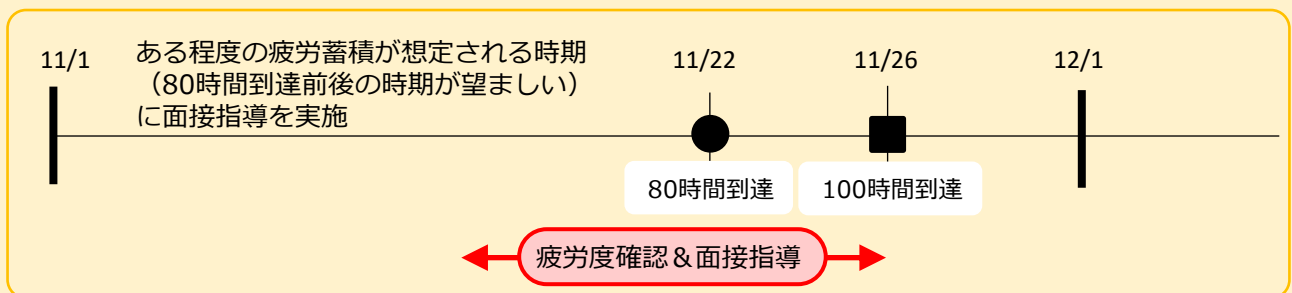 11/1
ある程度の疲労蓄積が想定される時期
（80時間到達前後の時期が望ましい）
に面接指導を実施
11/22
11/26
12/1
80時間到達
100時間到達
疲労度確認＆面接指導